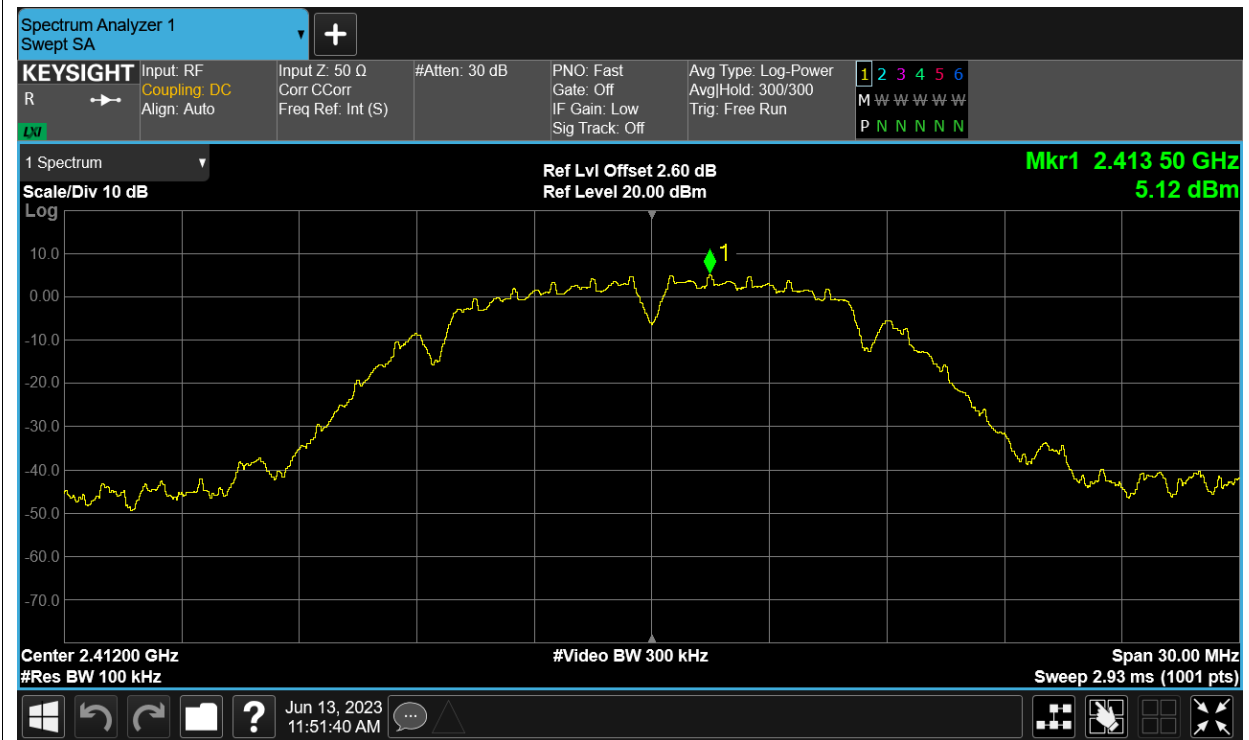 Spectrum Analyzer 1
Swept SA
+
KEYSIGHT
R
LXI
Input: RF
Coupling: DC
Align: Auto
Input Z: 50 Ω
Corr CCorr
Freq Ref: Int (S)
#Atten: 30 dB
PNO: Fast
Gate: Off
IF Gain: Low
Sig Track: Off
Avg Type: Log-Power
Avg|Hold: 300/300
Trig: Free Run
1 2 3 4 5 6
M W W W W W
P N N N N N
1 Spectrum
Scale/Div 10 dB
Ref Lvl Offset 2.60 dB
Ref Level 20.00 dBm
Mkr1 2.413 50 GHz
5.12 dBm
Log
10.0
0.00
-10.0
-20.0
-30.0
-40.0
-50.0
-60.0
-70.0
1
Center 2.41200 GHz
#Res BW 100 kHz
#Video BW 300 kHz
Span 30.00 MHz
Sweep 2.93 ms (1001 pts)
?
Jun 13, 2023
11:51:40 AM